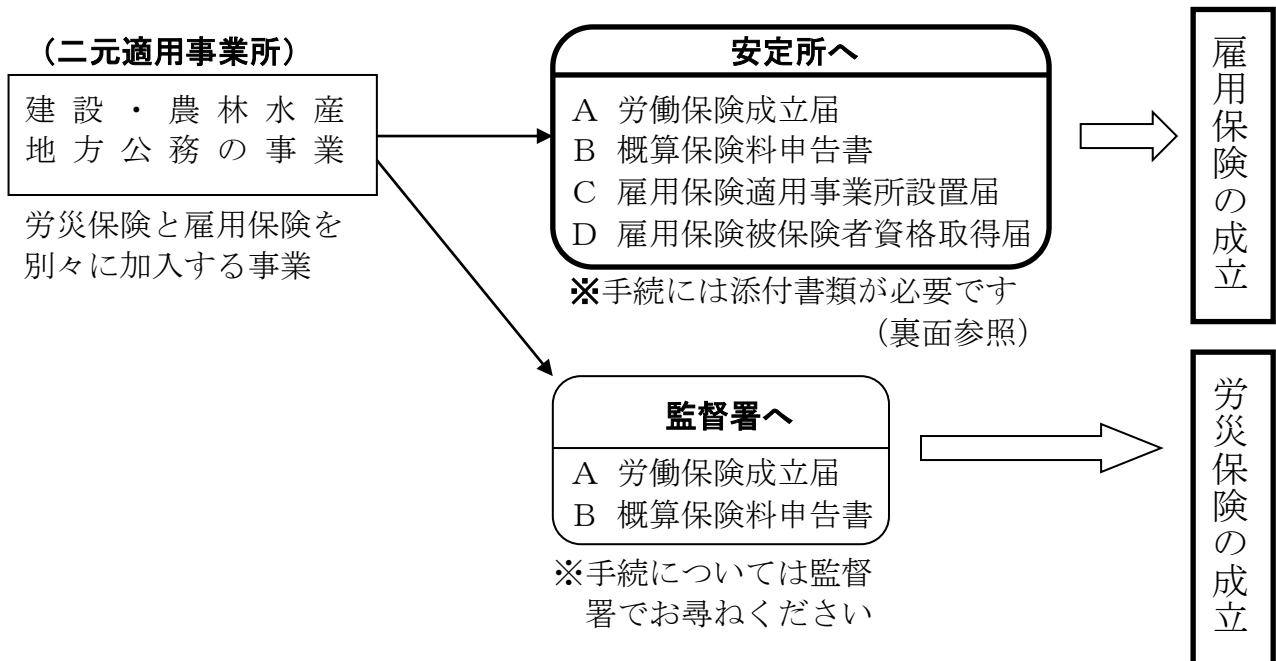 (二元適用事業所)
建設・農林水産
地方公務の事業
労災保険と雇用保険を
別々に加入する事業
安定所へ
A 労働保険成立届
B 概算保険料申告書
C 雇用保険適用事業所設置届
D 雇用保険被保険者資格取得届
※手続には添付書類が必要です
(裏面参照)
雇用保険の成立
監督署へ
A 労働保険成立届
B 概算保険料申告書
※手続については監督
署でお尋ねください
労災保険の成立